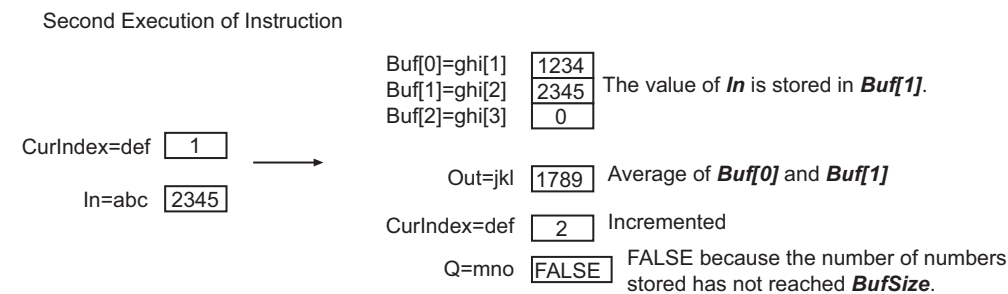 Second Execution of Instruction
Buf[0]=ghi[1] 1234
Buf[1]=ghi[2] 2345 The value of In is stored in Buf[1].
Buf[2]=ghi[3] 0
CurIndex=def 1
In=abc 2345
Out=jkl 1789 Average of Buf[0] and Buf[1]
CurIndex=def 2 Incremented
Q=mno FALSE FALSE because the number of numbers
stored has not reached BufSize.